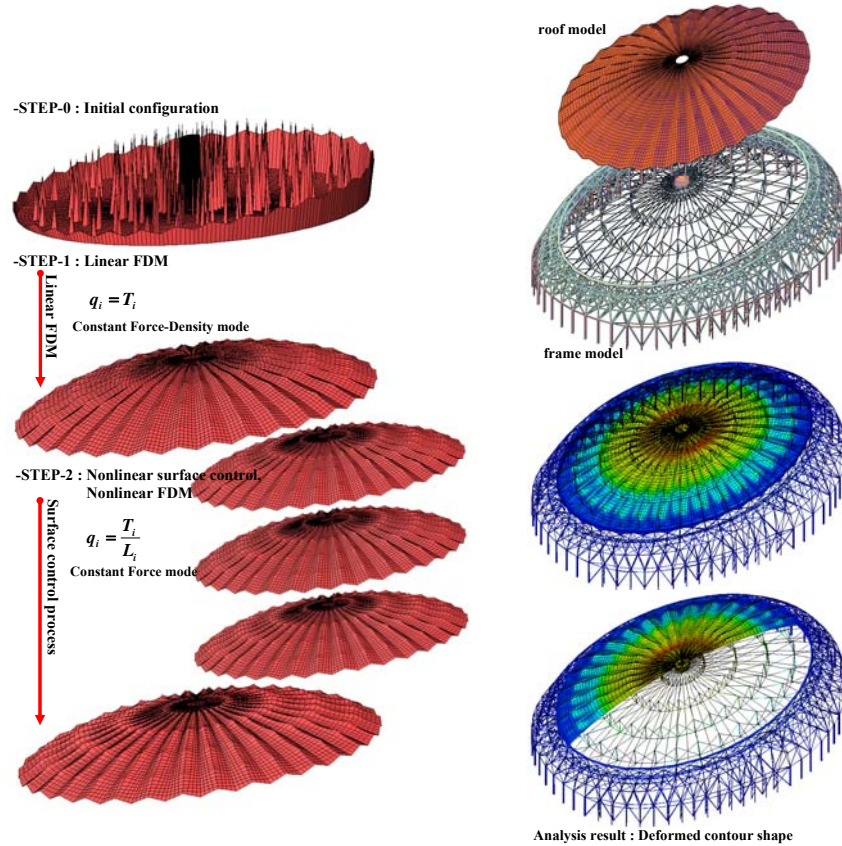 -STEP-0 : Initial configuration
-STEP-1 : Linear FDM
Linear FDM
q_i = T_i
Constant Force-Density mode
-STEP-2 : Nonlinear surface control,
Nonlinear FDM
Surface control process
q_i = T_i / L_i
Constant Force mode
roof model
frame model
Analysis result : Deformed contour shape